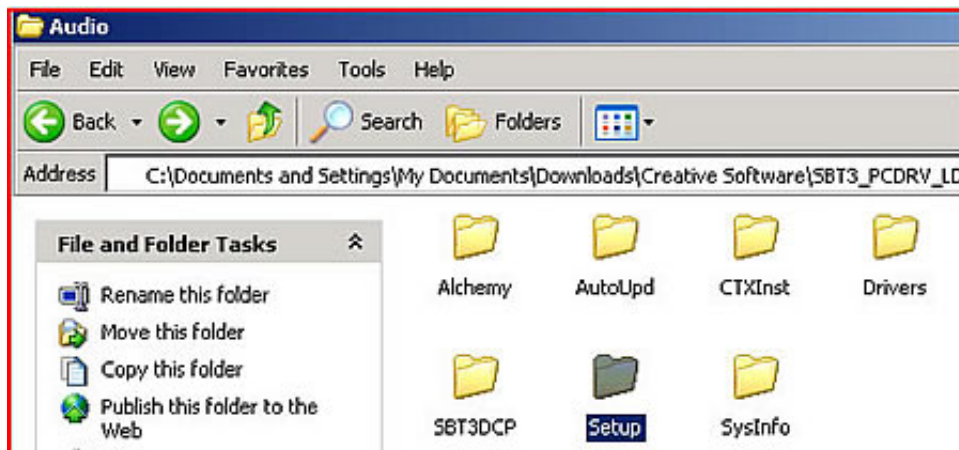 Audio
File Edit View Favorites Tools Help
Back Search Folders
Address C:\Documents and Settings\My Documents\Downloads\Creative Software\SBT3_PCDRV_LD
File and Folder Tasks
Rename this folder
Move this folder
Copy this folder
Publish this folder to the
Web
Alchemy AutoUpd CTXInst Drivers
SBT3DCP Setup SysInfo